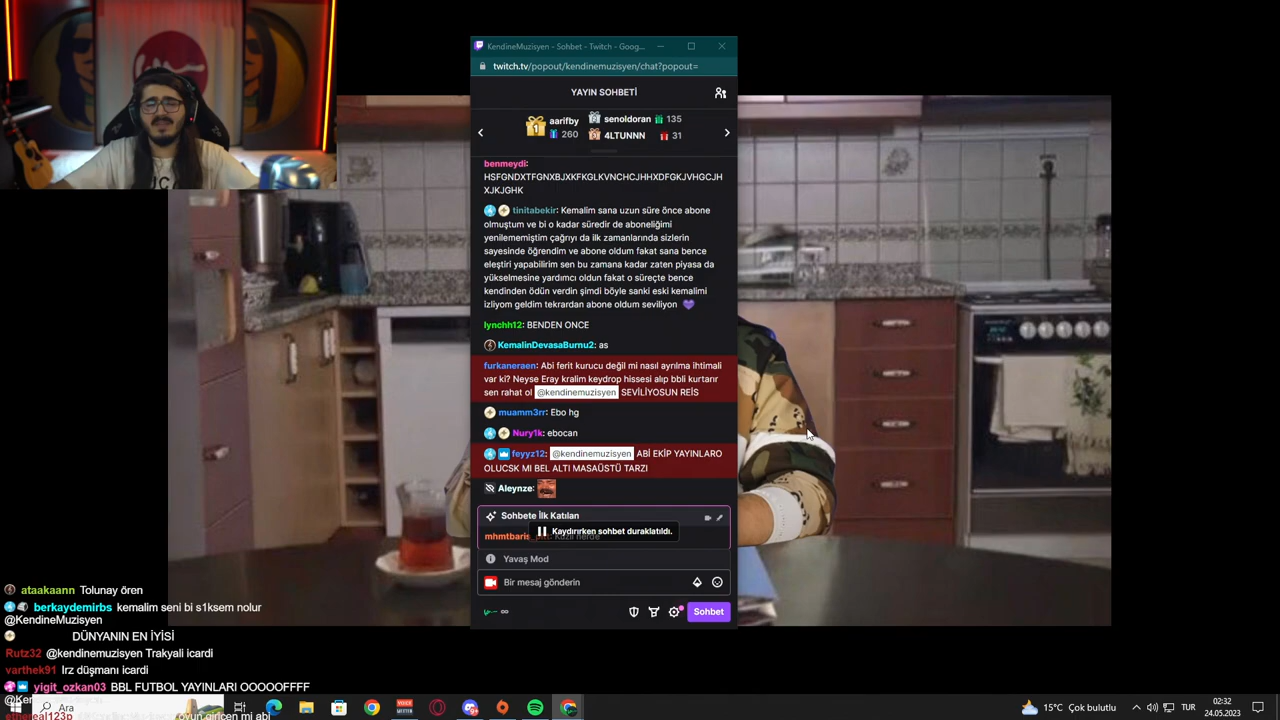 KendineMuzisyen - Sohbet - Twitch - Goog...
twitch.tv/popout/kendinemuzisyen/chat?popout=
YAYIN SOHBETİ
1 aarifby 260
senoldoran 135
4LTUNNN 31
benmeydi:
HSFGNDXTFGNXBJXKFKGLKVNCHCJHHXDFGKJVHGCJH
XJKJGHK
tinitabekir: Kemalim sana uzun süre önce abone
olmuştum ve bi o kadar süredir de aboneliğimi
yenilememiştim çağrıyı da ilk zamanlarında sizlerin
sayesinde öğrendim ve abone oldum fakat sana bence
eleştiri yapabilirim sen bu zamana kadar zaten piyasa da
yükselmesine yardımcı oldun fakat o süreçte bence
kendinden ödün verdin şimdi böyle sanki eski kemalimi
izliyom geldim tekrardan abone oldum seviliyon
lynchh12: BENDEN ONCE
KemalinDevasaBurnu2: as
furkaneraen: Abi ferit kurucu değil mi nasıl ayrılma ihtimali
var ki? Neyse Eray kralim keydrop hissesi alıp bbli kurtarır
sen rahat ol @kendinemuzisyen SEVİLİYOSUN REİS
muamm3rr: Ebo hg
Nury1k: ebocan
feyyz12: @kendinemuzisyen ABİ EKİP YAYINLARO
OLUCSK MI BEL ALTI MASAÜSTÜ TARZI
Aleynze:
Sohbete İlk Katılan
Kaydırırken sohbet duraklatıldı.
Yavaş Mod
Bir mesaj gönderin
Sohbet
ataakaann Tolunay ören
berkaydemirbs kemalim seni bi s1ksem nolur
@KendineMuzisyen
DÜNYANIN EN İYİSİ
Rutz32 @kendinemuzisyen Trakyali icardi
varthek91 Irz düşmanı icardi
yigit_ozkan03 BBL FUTBOL YAYINLARI OOOOOFFFF
Ara
VOICE
MEETER
15°C Çok bulutlu
TUR
02:32
24.05.2023